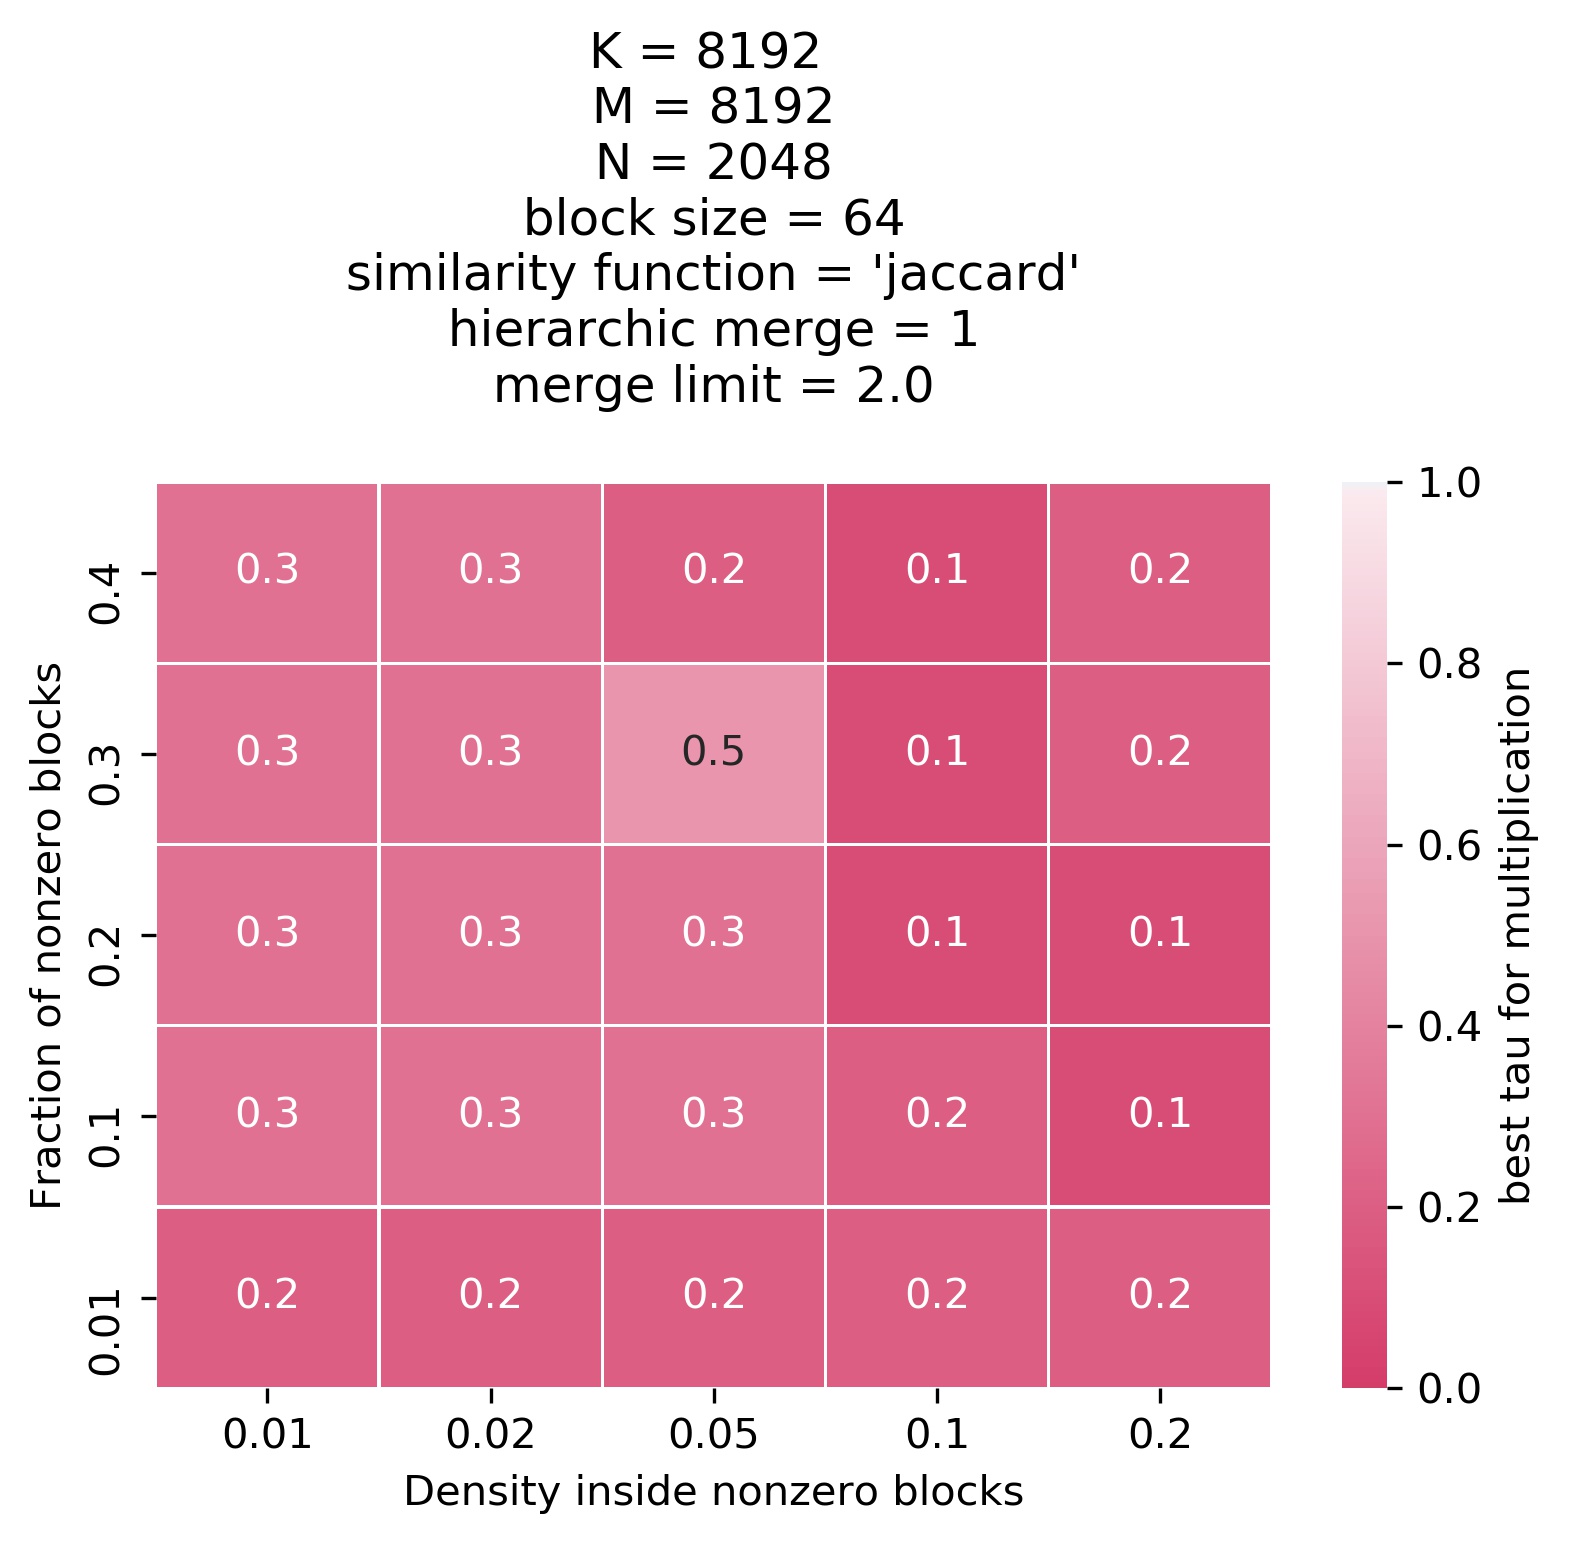 K = 8192
M = 8192
N = 2048
block size = 64
similarity function = 'jaccard'
hierarchic merge = 1
merge limit = 2.0
Fraction of nonzero blocks
0.4 0.3 0.3 0.2 0.1 0.2
0.3 0.3 0.3 0.5 0.1 0.2
0.2 0.3 0.3 0.3 0.1 0.1
0.1 0.3 0.3 0.3 0.2 0.1
0.01 0.2 0.2 0.2 0.2 0.2
0.01 0.02 0.05 0.1 0.2
Density inside nonzero blocks
1.0
0.8
0.6
0.4
0.2
0.0
best tau for multiplication